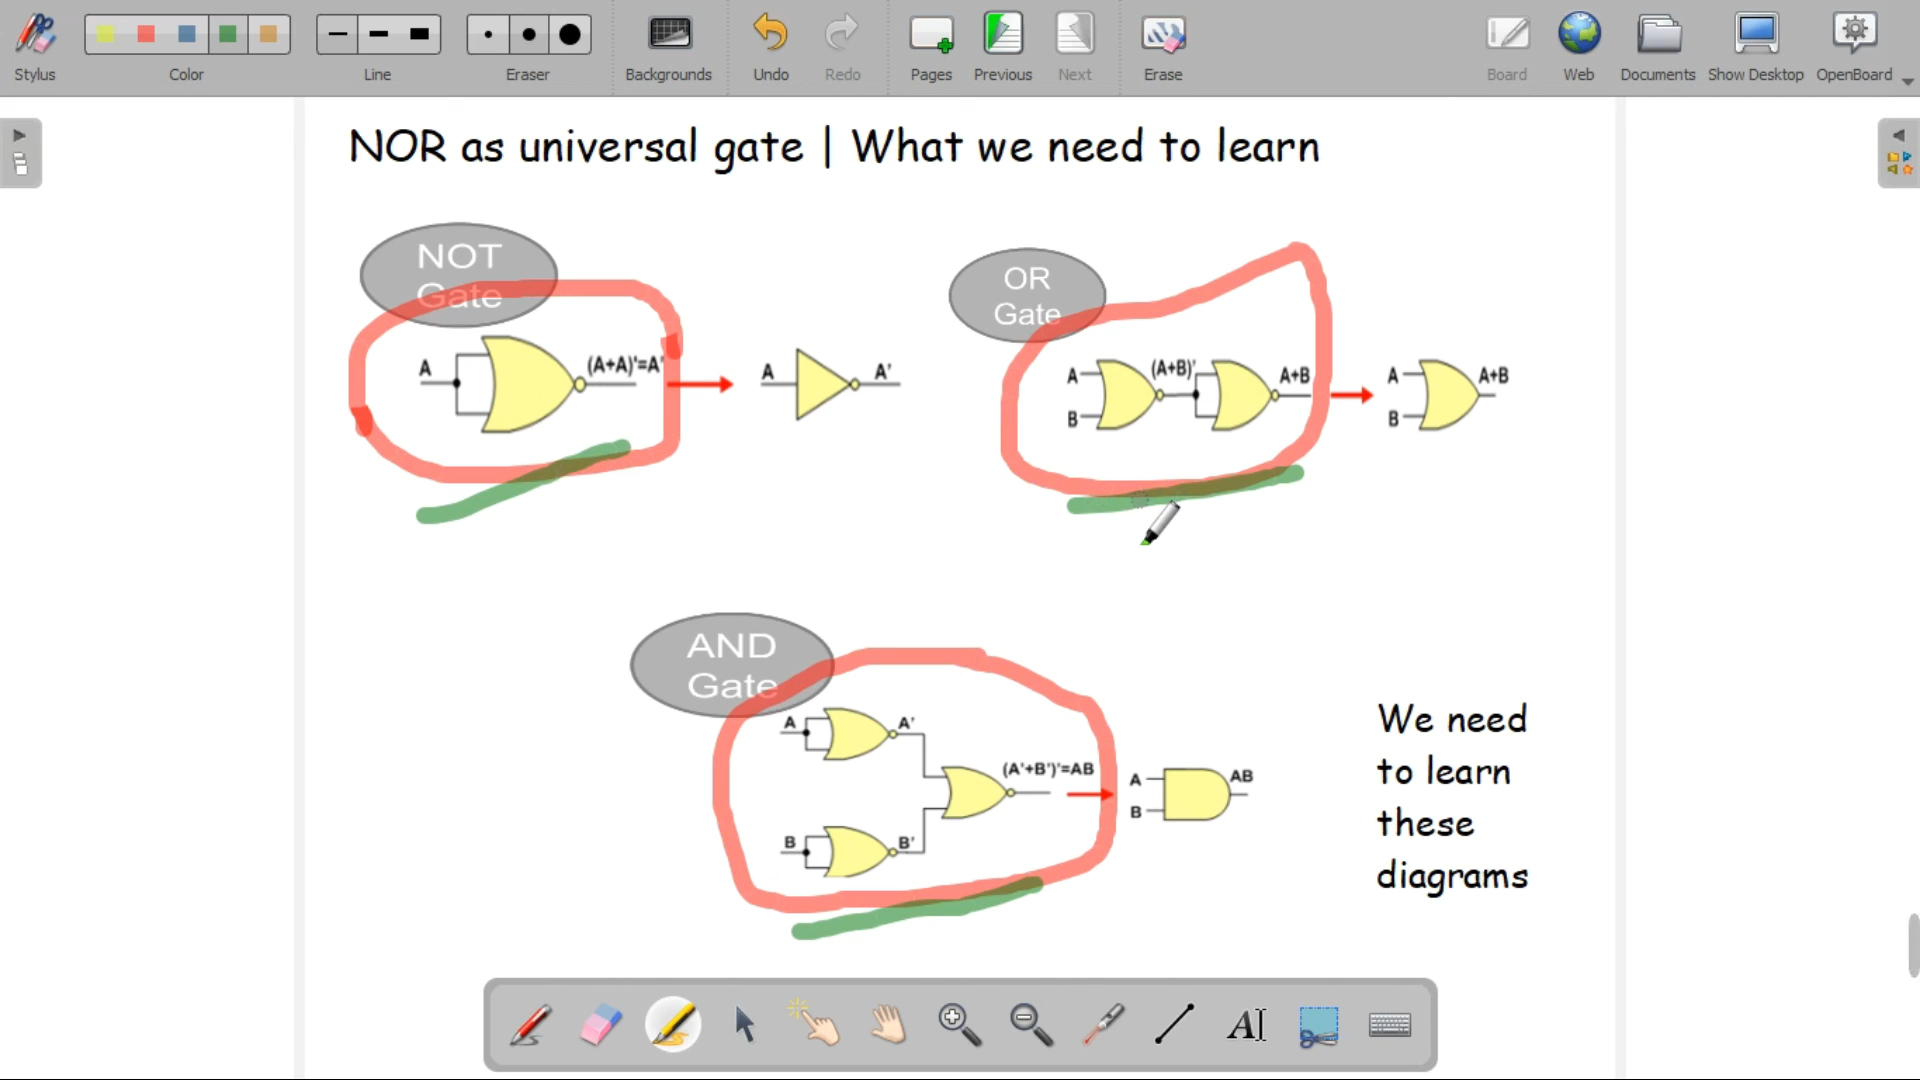 Stylus
Color
Line
Eraser
Backgrounds
Undo
Redo
Pages
Previous
Next
Erase
Board
Web
Documents
Show Desktop
OpenBoard
NOR as universal gate | What we need to learn
NOT
Gate
A
(A+A)'=A'
A
A'
OR
Gate
A
B
(A+B)'
A+B
A
B
A+B
AND
Gate
A
A'
B
B'
(A'+B')'=AB
A
B
AB
We need
to learn
these
diagrams
AI